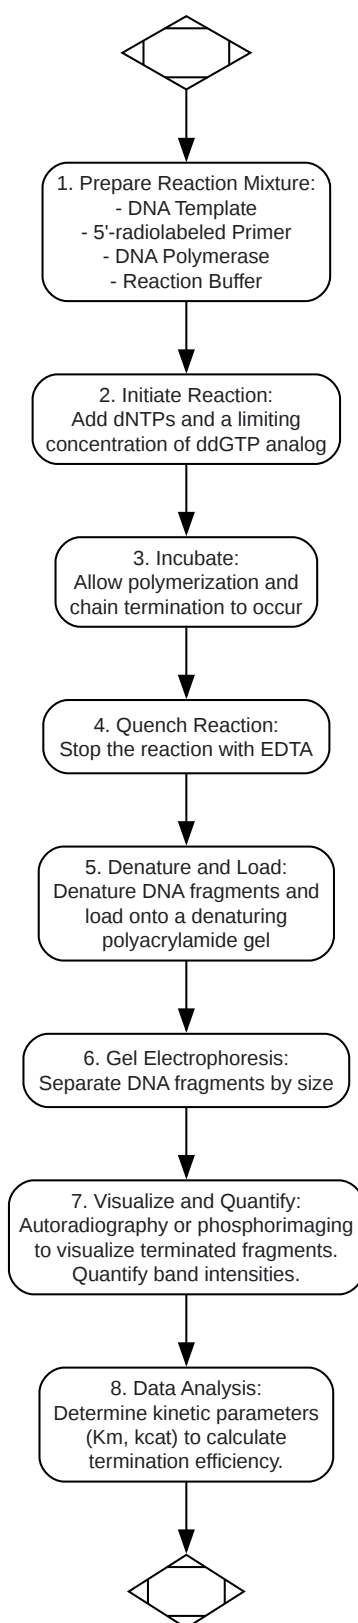 1. Prepare Reaction Mixture:
- DNA Template
- 5'-radiolabeled Primer
- DNA Polymerase
- Reaction Buffer
2. Initiate Reaction:
Add dNTPs and a limiting
concentration of ddGTP analog
3. Incubate:
Allow polymerization and
chain termination to occur
4. Quench Reaction:
Stop the reaction with EDTA
5. Denature and Load:
Denature DNA fragments and
load onto a denaturing
polyacrylamide gel
6. Gel Electrophoresis:
Separate DNA fragments by size
7. Visualize and Quantify:
Autoradiography or phosphorimaging
to visualize terminated fragments.
Quantify band intensities.
8. Data Analysis:
Determine kinetic parameters
(Km, kcat) to calculate
termination efficiency.